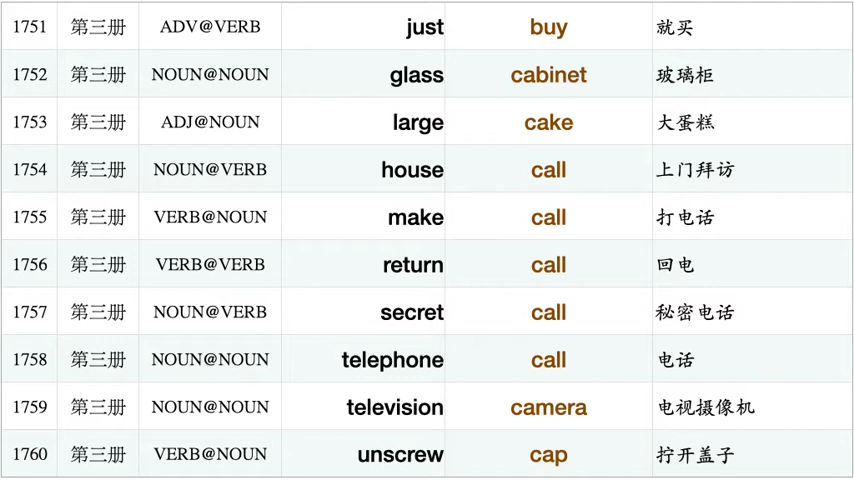 1751 第三册 ADV@VERB just buy 就买
1752 第三册 NOUN@NOUN glass cabinet 玻璃柜
1753 第三册 ADJ@NOUN large cake 大蛋糕
1754 第三册 NOUN@VERB house call 上门拜访
1755 第三册 VERB@NOUN make call 打电话
1756 第三册 VERB@VERB return call 回电
1757 第三册 NOUN@VERB secret call 秘密电话
1758 第三册 NOUN@NOUN telephone call 电话
1759 第三册 NOUN@NOUN television camera 电视摄像机
1760 第三册 VERB@NOUN unscrew cap 拧开盖子